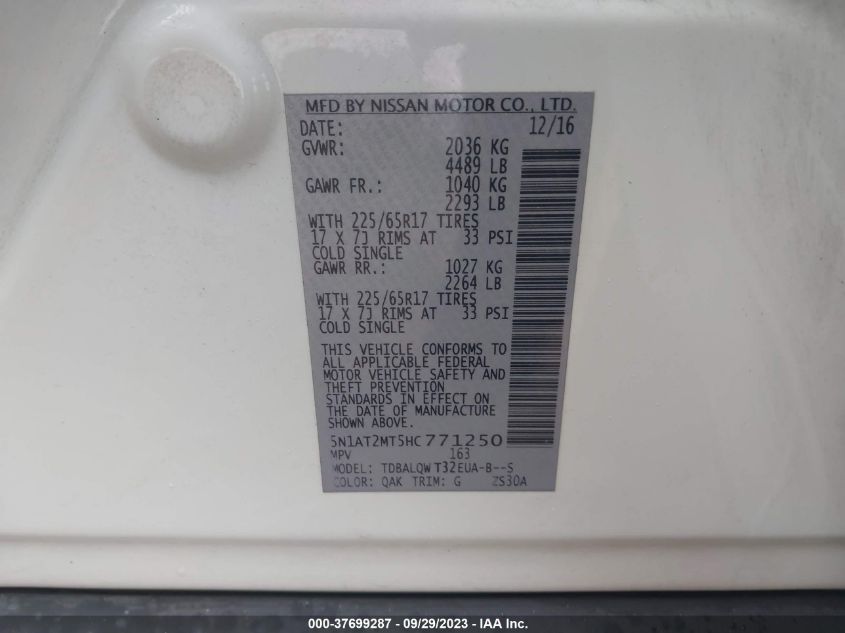 MFD BY NISSAN MOTOR CO., LTD.
DATE: 12/16
GVWR: 2036 KG
4489 LB
GAWR FR.: 1040 KG
2293 LB
WITH 225/65R17 TIRES
17 X 7J RIMS AT 33 PSI
COLD SINGLE
GAWR RR.: 1027 KG
2264 LB
WITH 225/65R17 TIRES
17 X 7J RIMS AT 33 PSI
COLD SINGLE
THIS VEHICLE CONFORMS TO
ALL APPLICABLE FEDERAL
MOTOR VEHICLE SAFETY AND
THEFT PREVENTION
STANDARDS IN EFFECT ON
THE DATE OF MANUFACTURE
SHOWN ABOVE.
5N1AT2MT5HC771250
MPV 163
MODEL: TDBALQWT32EUA-B--S
COLOR: QAK TRIM: G ZS30A
000-37699287 - 09/29/2023 - IAA Inc.